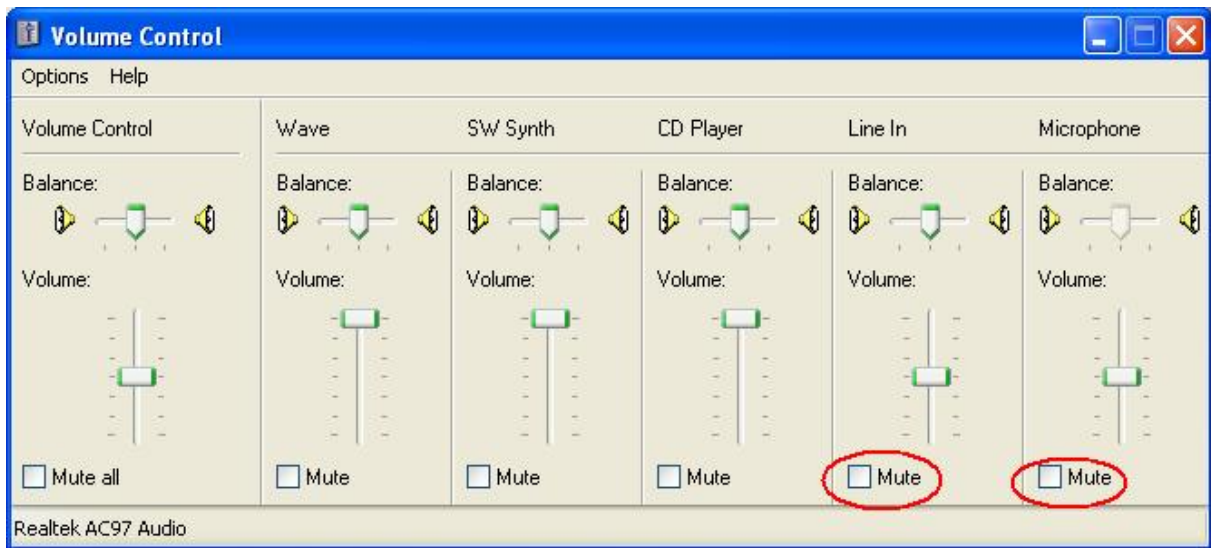 Volume Control
Options Help
Volume Control Wave SW Synth CD Player Line In Microphone
Balance: Balance: Balance: Balance: Balance: Balance:
Volume: Volume: Volume: Volume: Volume: Volume:
Mute all Mute Mute Mute Mute Mute
Realtek AC97 Audio